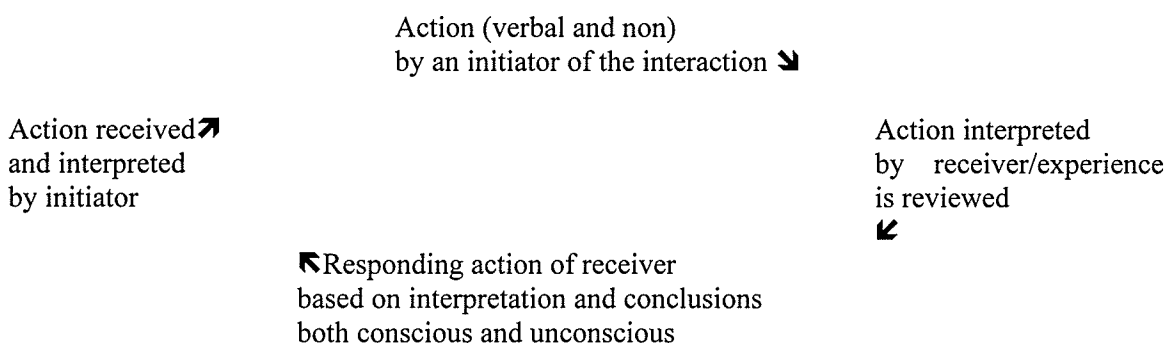 Action (verbal and non)
by an initiator of the interaction ⬊
Action received⬈
and interpreted
by initiator
Action interpreted
by receiver/experience
is reviewed
⬋
⬉Responding action of receiver
based on interpretation and conclusions
both conscious and unconscious